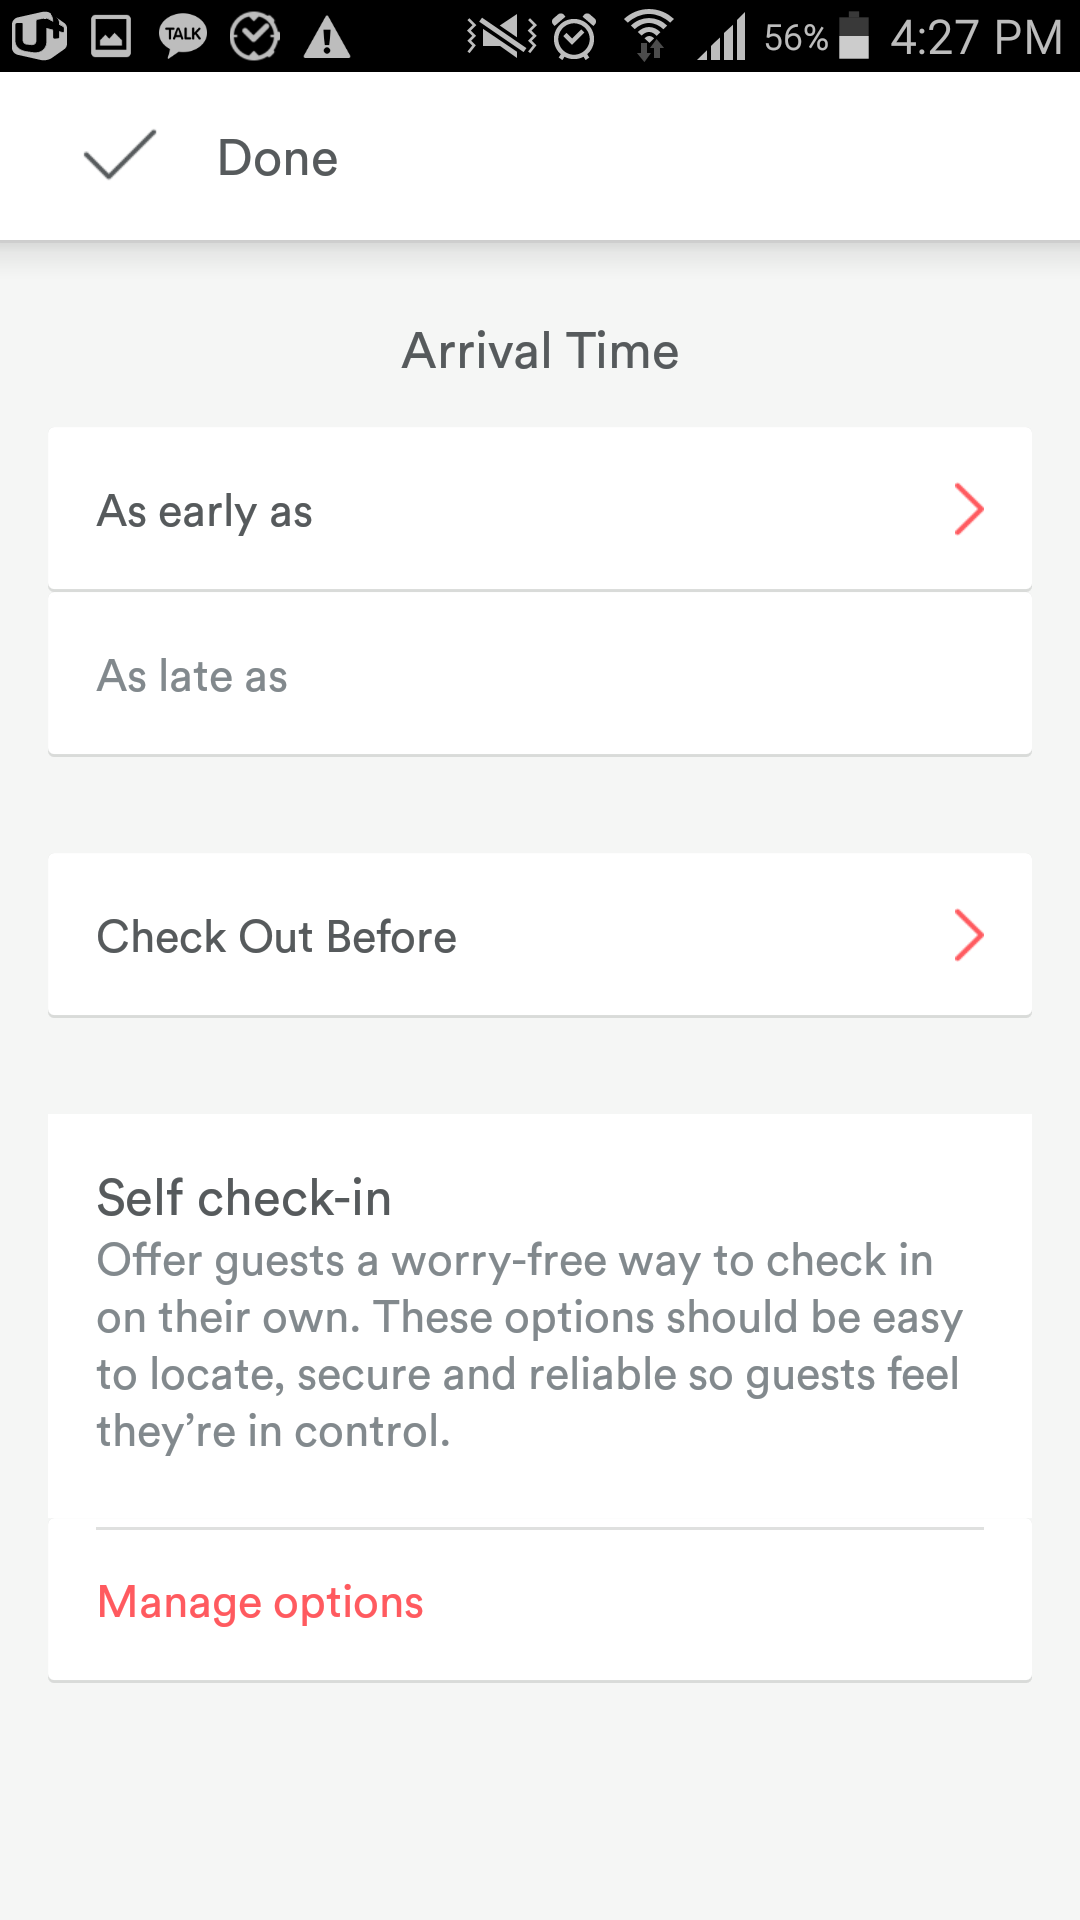 U+ TALK 56% 4:27 PM
Done
Arrival Time
As early as
As late as
Check Out Before
Self check-in
Offer guests a worry-free way to check in
on their own. These options should be easy
to locate, secure and reliable so guests feel
they’re in control.
Manage options